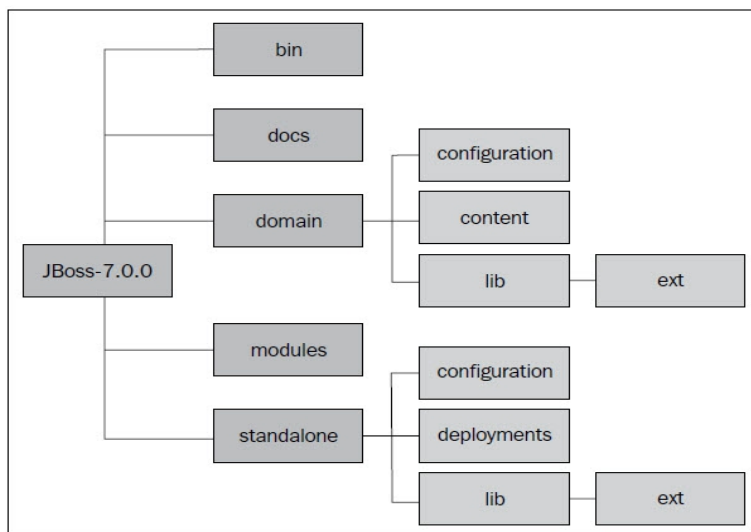 bin
docs
configuration
domain
content
JBoss-7.0.0
lib
ext
modules
configuration
standalone
deployments
lib
ext